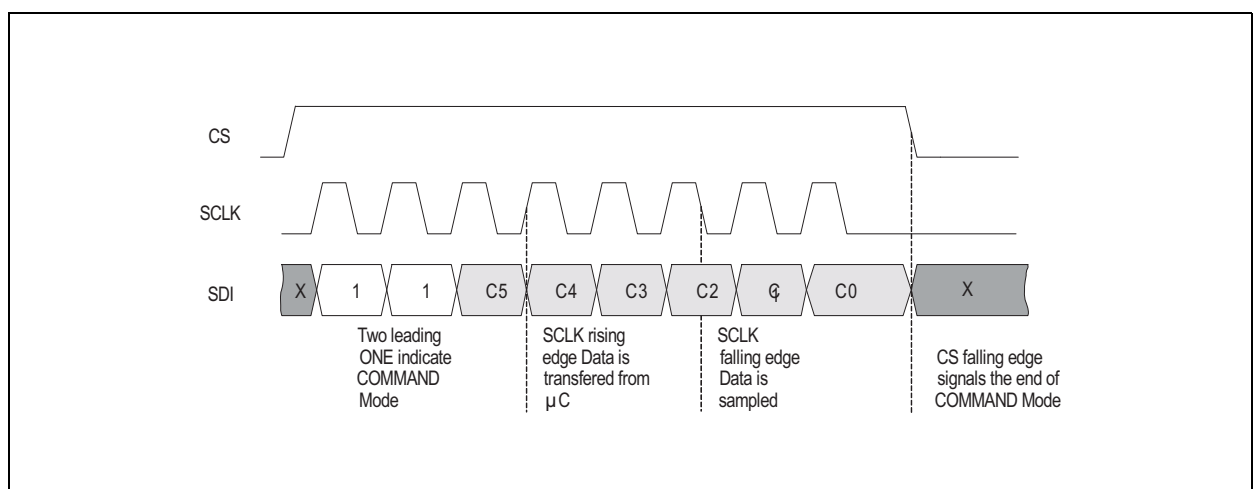 CS
SCLK
SDI
X 1 1 C5 C4 C3 C2 C1 C0 X
Two leading
ONE indicate
COMMAND
Mode
SCLK rising
edge Data is
transfered from
µC
SCLK
falling edge
Data is
sampled
CS falling edge
signals the end of
COMMAND Mode